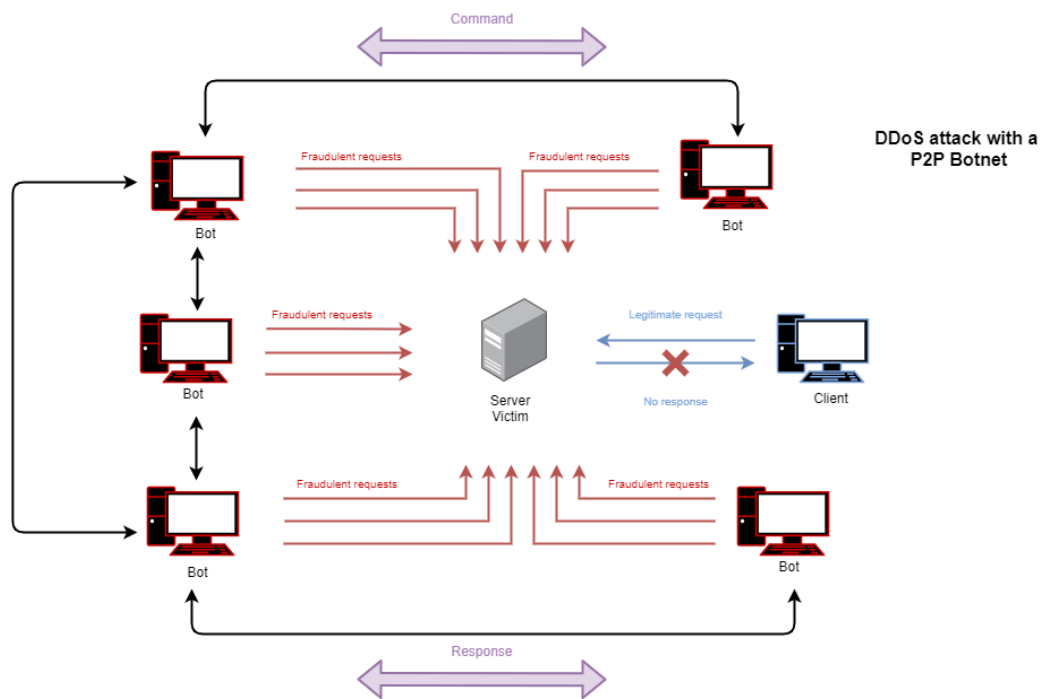 Command
DDoS attack with a
P2P Botnet
Fraudulent requests
Fraudulent requests
Bot
Bot
Fraudulent requests
Legitimate request
Bot
Server
Victim
No response
Client
Fraudulent requests
Fraudulent requests
Bot
Bot
Response